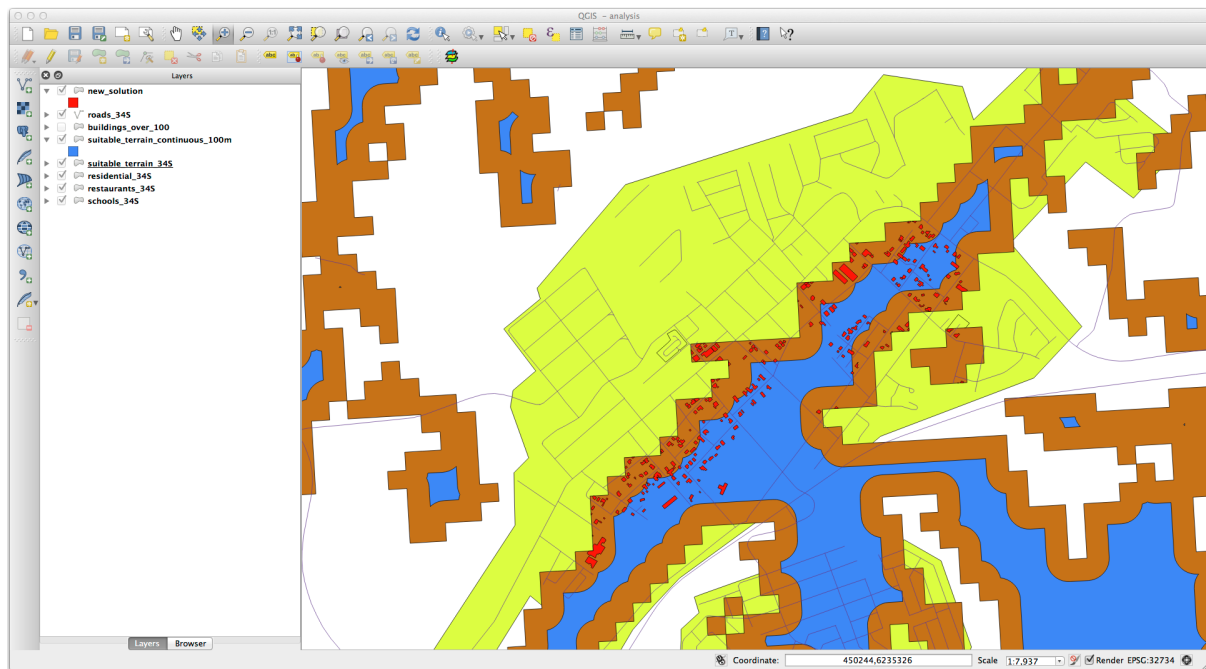 QGIS - analysis
Layers
new_solution
roads_34S
buildings_over_100
suitable_terrain_continuous_100m
suitable_terrain_34S
residential_34S
restaurants_34S
schools_34S
Layers Browser
Coordinate: 450244,6235326 Scale 1:7,937 Render EPSG:32734